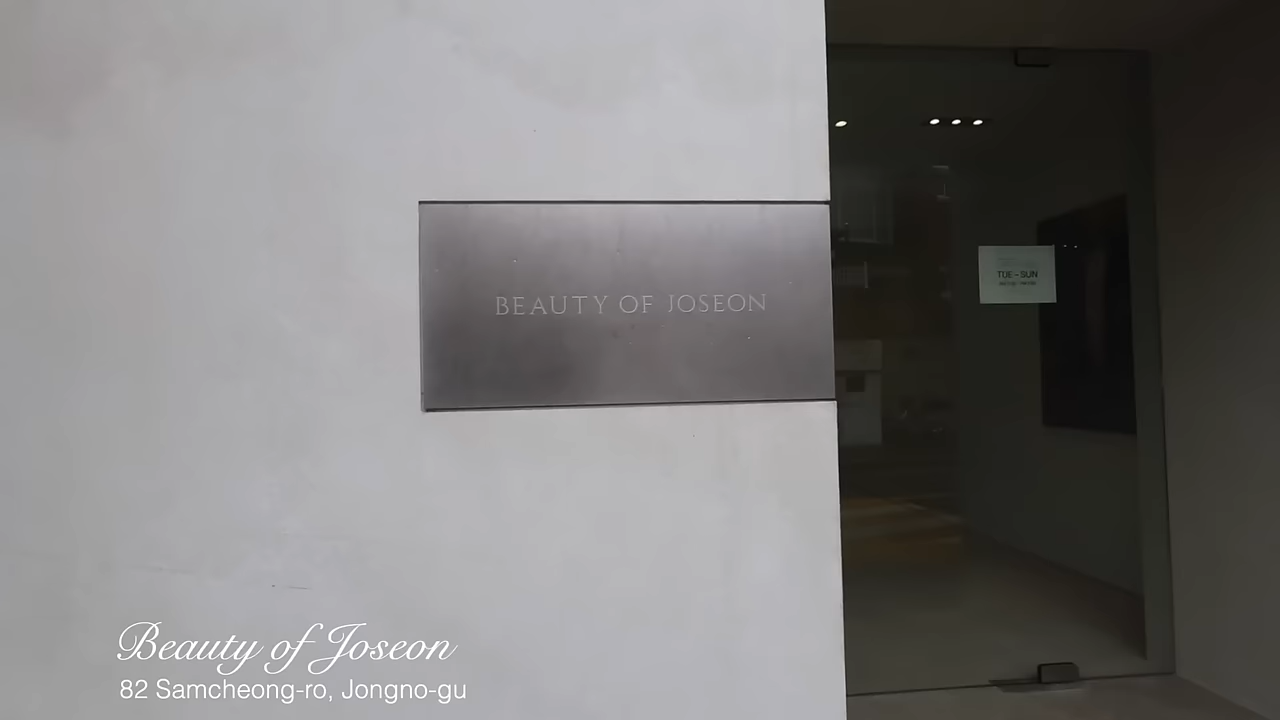 BEAUTY OF JOSEON
TUE – SUN
Beauty of Joseon
82 Samcheong-ro, Jongno-gu